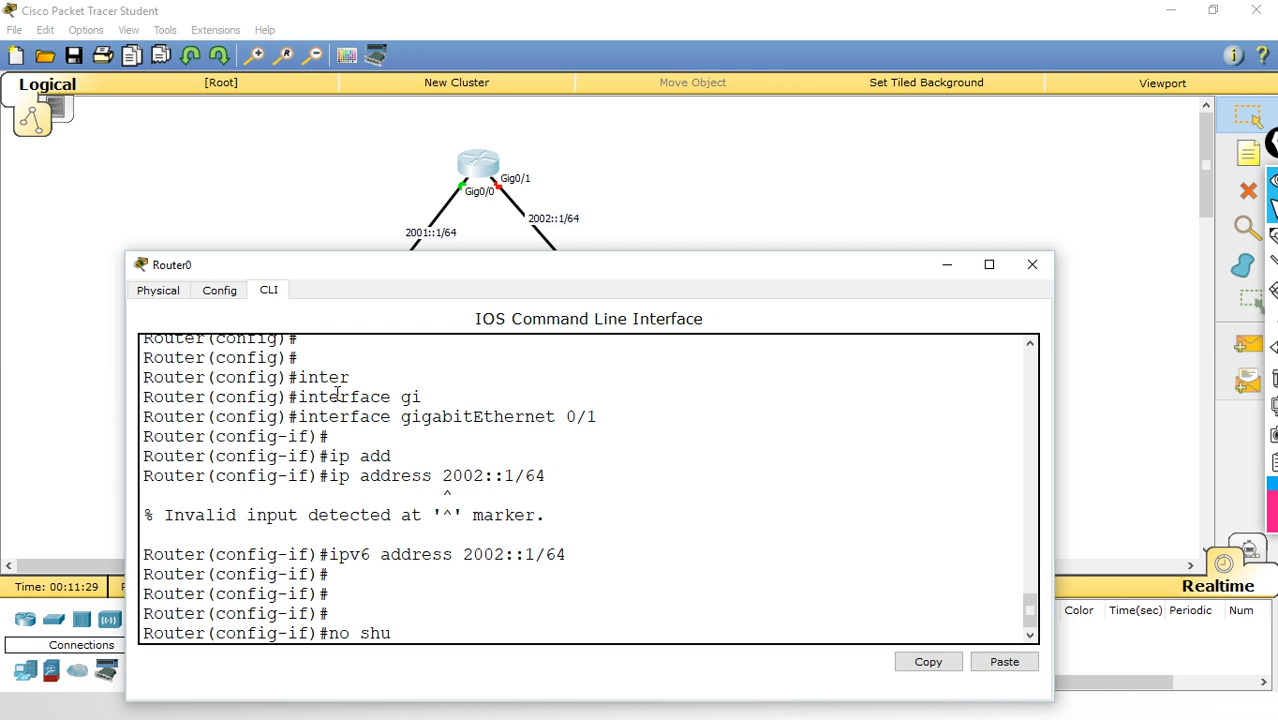 Cisco Packet Tracer Student
File Edit Options View Tools Extensions Help
Logical
[Root]
New Cluster
Move Object
Set Tiled Background
Viewport
Gig0/1
Gig0/0
2001::1/64
2002::1/64
Router0
Physical Config CLI
IOS Command Line Interface
Router(config)#
Router(config)#
Router(config)#inter
Router(config)#interface gi
Router(config)#interface gigabitEthernet 0/1
Router(config-if)#
Router(config-if)#ip add
Router(config-if)#ip address 2002::1/64
^
% Invalid input detected at '^' marker.
Router(config-if)#ipv6 address 2002::1/64
Router(config-if)#
Router(config-if)#
Router(config-if)#
Router(config-if)#no shu
Copy
Paste
Time: 00:11:29
Realtime
Connections
Color Time(sec) Periodic Num